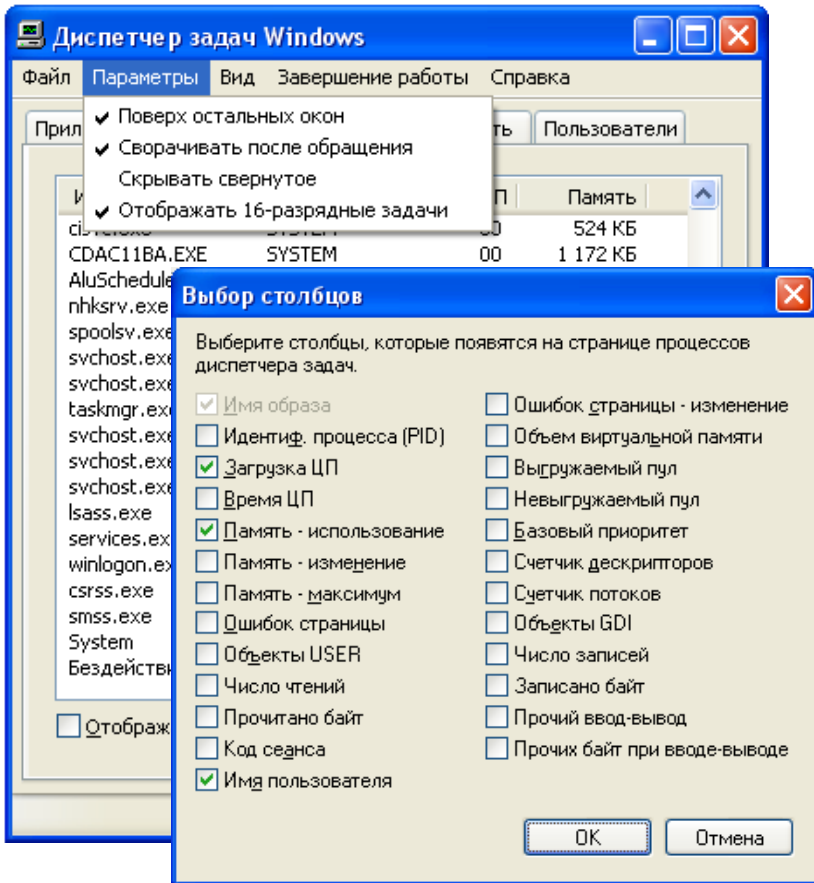 Диспетчер задач Windows
Файл Параметры Вид Завершение работы Справка
Поверх остальных окон
Сворачивать после обращения
Скрывать свернутое
Отображать 16-разрядные задачи
Пользователи
Память
524 КБ
CDAC11BA.EXE SYSTEM 00 1 172 КБ
AluSchedule
nhksrv.exe
spoolsv.exe
svchost.exe
svchost.exe
taskmgr.exe
svchost.exe
svchost.exe
svchost.exe
lsass.exe
services.ex
winlogon.ex
csrss.exe
smss.exe
System
Бездейств
Отображ
Выбор столбцов
Выберите столбцы, которые появятся на странице процессов
диспетчера задач.
Имя образа
Идентиф. процесса (PID)
Загрузка ЦП
Время ЦП
Память - использование
Память - изменение
Память - максимум
Ошибок страницы
Объекты USER
Число чтений
Прочитано байт
Код сеанса
Имя пользователя
Ошибок страницы - изменение
Объем виртуальной памяти
Выгружаемый пул
Невыгружаемый пул
Базовый приоритет
Счетчик дескрипторов
Счетчик потоков
Объекты GDI
Число записей
Записано байт
Прочий ввод-вывод
Прочих байт при вводе-выводе
OK Отмена